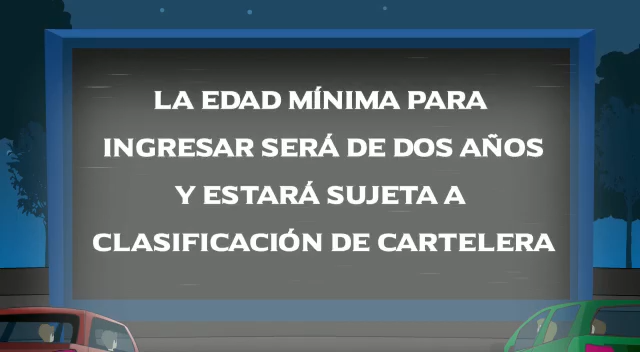 LA EDAD MÍNIMA PARA
INGRESAR SERÁ DE DOS AÑOS
Y ESTARÁ SUJETA A
CLASIFICACIÓN DE CARTELERA